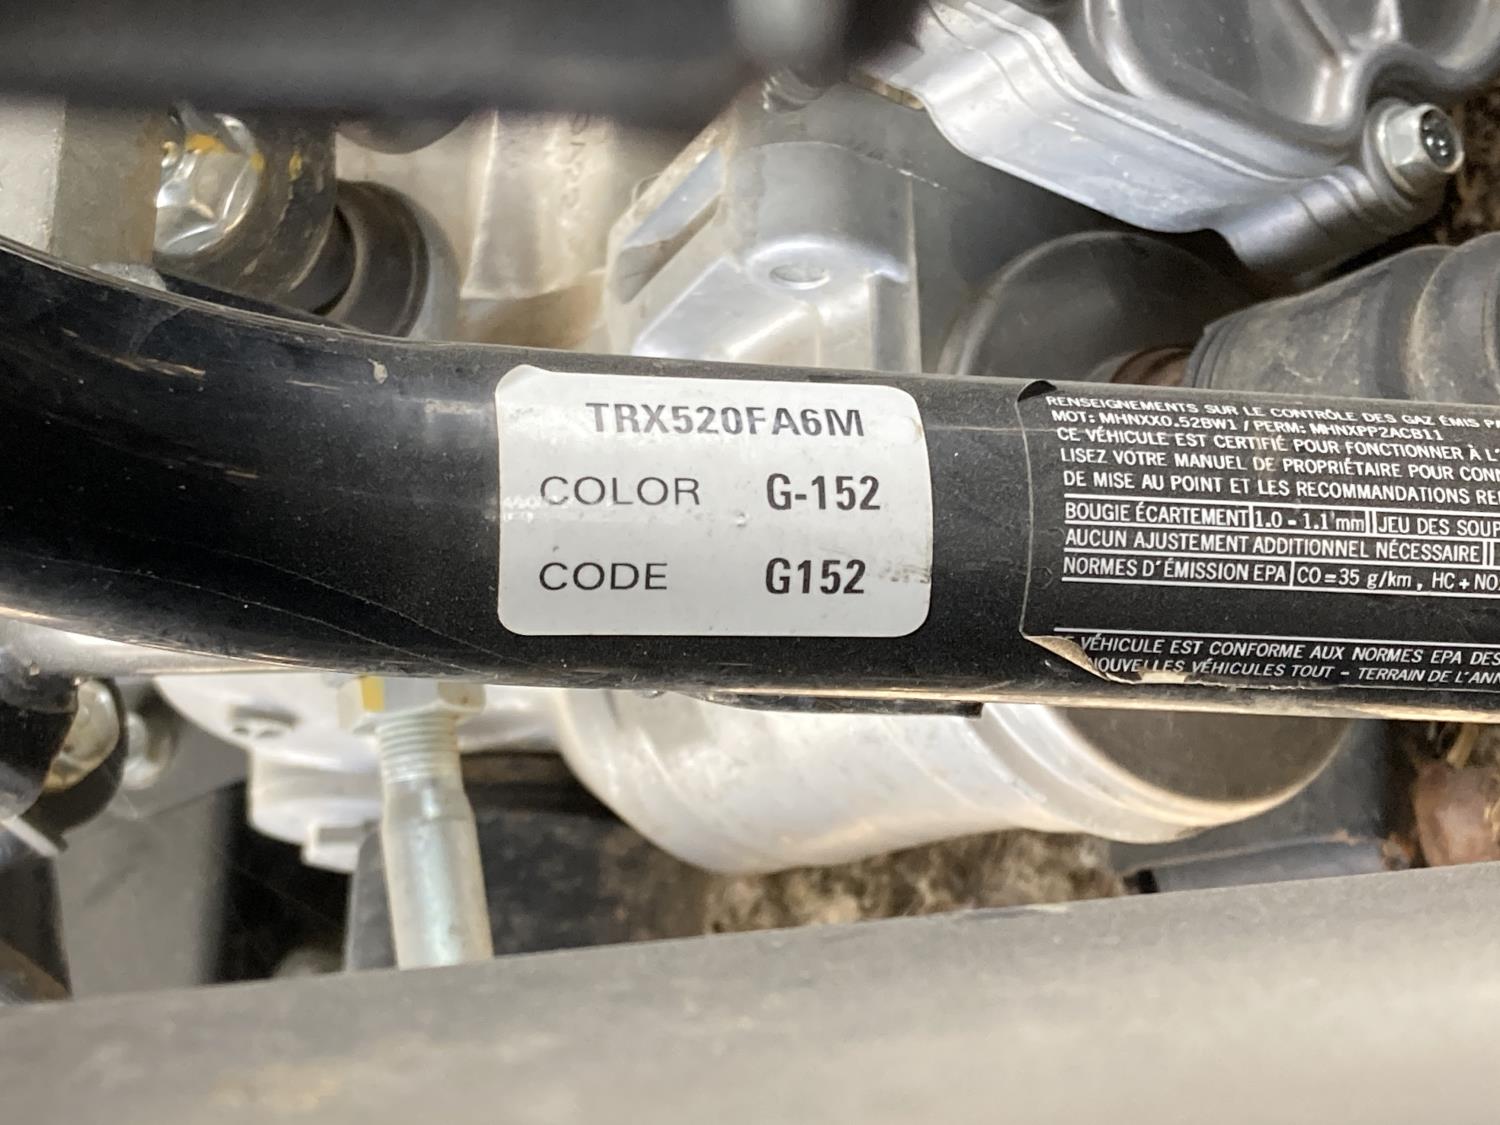 TRX520FA6M
COLOR G-152
CODE G152
RENSEIGNEMENTS SUR LE CONTRÔLE DES GAZ ÉMIS
MOT: MHNXX0.52BW1 / PERM: MHNXPP2ACB11
CE VÉHICULE EST CERTIFIÉ POUR FONCTIONNER À
LISEZ VOTRE MANUEL DE PROPRIÉTAIRE POUR
DE MISE AU POINT ET LES RECOMMANDATIONS
BOUGIE ÉCARTEMENT 1.0 - 1.1 mm JEU DES
AUCUN AJUSTEMENT ADDITIONNEL NÉCESSAIRE
NORMES D'ÉMISSION EPA CO = 35 g/km, HC + NO
VÉHICULE EST CONFORME AUX NORMES EPA DES
NOUVELLES VÉHICULES TOUT - TERRAIN DE